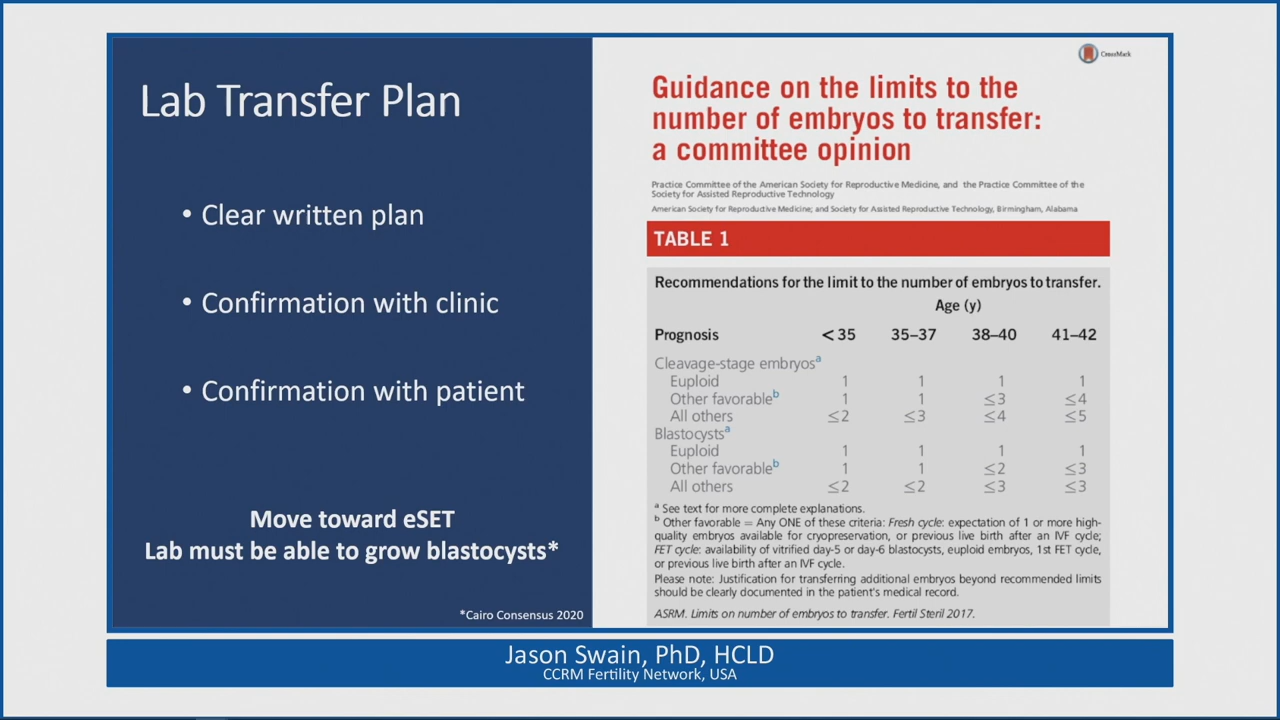 Lab Transfer Plan
• Clear written plan
• Confirmation with clinic
• Confirmation with patient
Move toward eSET
Lab must be able to grow blastocysts*
*Cairo Consensus 2020
CrossMark
Guidance on the limits to the
number of embryos to transfer:
a committee opinion
Practice Committee of the American Society for Reproductive Medicine, and the Practice Committee of the
Society for Assisted Reproductive Technology
American Society for Reproductive Medicine; and Society for Assisted Reproductive Technology, Birmingham, Alabama
TABLE 1
Recommendations for the limit to the number of embryos to transfer.
Age (y)
Prognosis < 35 35–37 38–40 41–42
Cleavage-stage embryosa
Euploid 1 1 1 1
Other favorableb 1 1 ≤3 ≤4
All others ≤2 ≤3 ≤4 ≤5
Blastocystsa
Euploid 1 1 1 1
Other favorableb 1 1 ≤2 ≤3
All others ≤2 ≤2 ≤3 ≤3
a See text for more complete explanations.
b Other favorable = Any ONE of these criteria: Fresh cycle: expectation of 1 or more high-
quality embryos available for cryopreservation, or previous live birth after an IVF cycle;
FET cycle: availability of vitrified day-5 or day-6 blastocysts, euploid embryos, 1st FET cycle,
or previous live birth after an IVF cycle.
Please note: Justification for transferring additional embryos beyond recommended limits
should be clearly documented in the patient's medical record.
ASRM. Limits on number of embryos to transfer. Fertil Steril 2017.
Jason Swain, PhD, HCLD
CCRM Fertility Network, USA